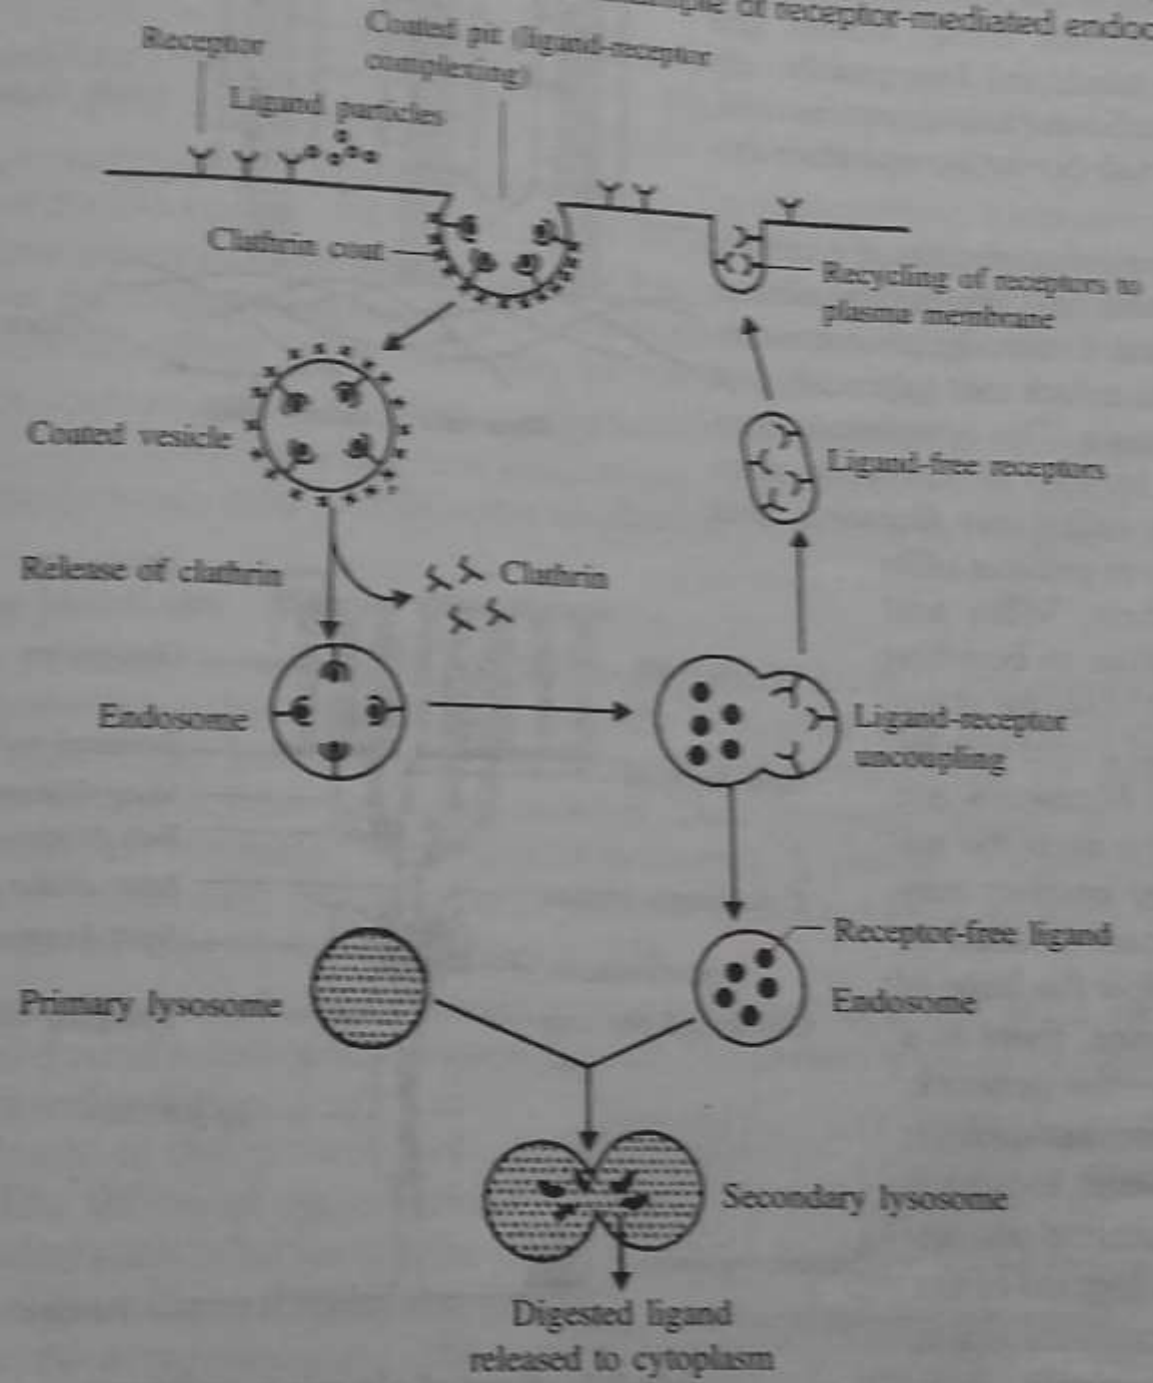 of receptor-mediated
Receptor
Coated pit (ligand-receptor
complexing)
Ligand particles
Clathrin coat
Recycling of receptors to
plasma membrane
Coated vesicle
Ligand-free receptors
Release of clathrin
Clathrin
Endosome
Ligand-receptor
uncoupling
Receptor-free ligand
Primary lysosome
Endosome
Secondary lysosome
Digested ligand
released to cytoplasm